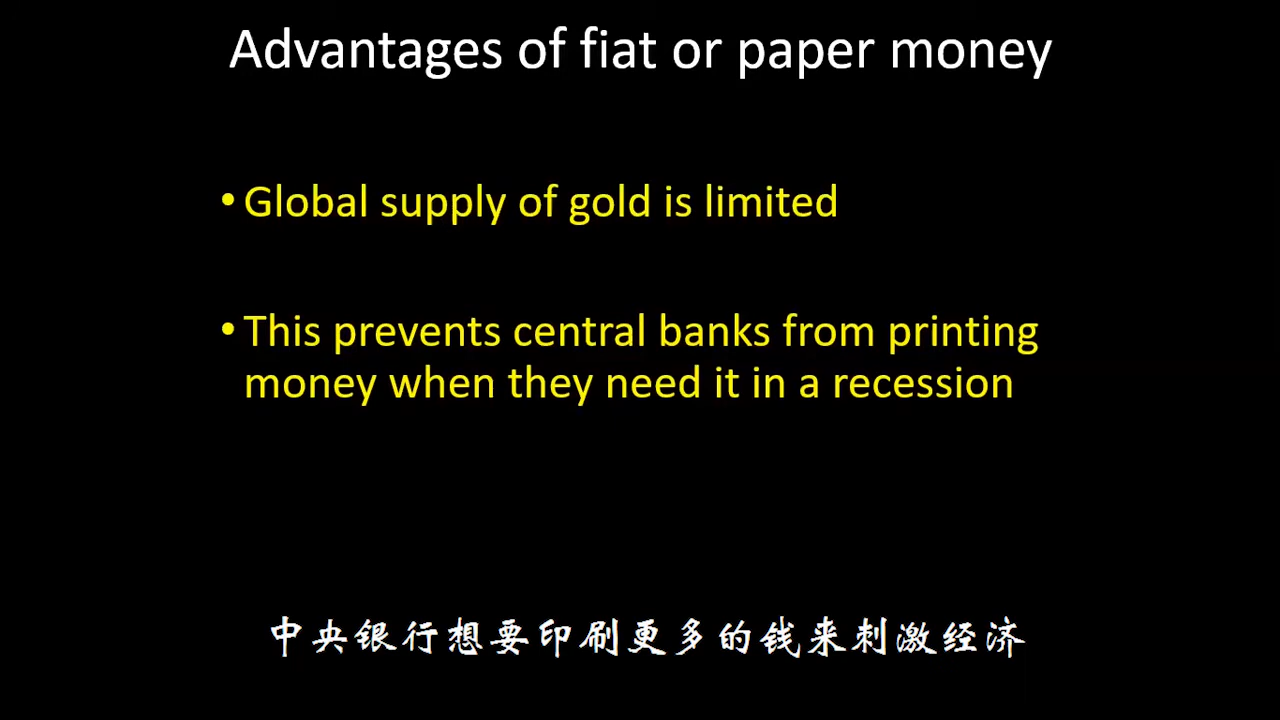 Advantages of fiat or paper money
•Global supply of gold is limited
•This prevents central banks from printing
money when they need it in a recession
中央银行想要印刷更多的钱来刺激经济